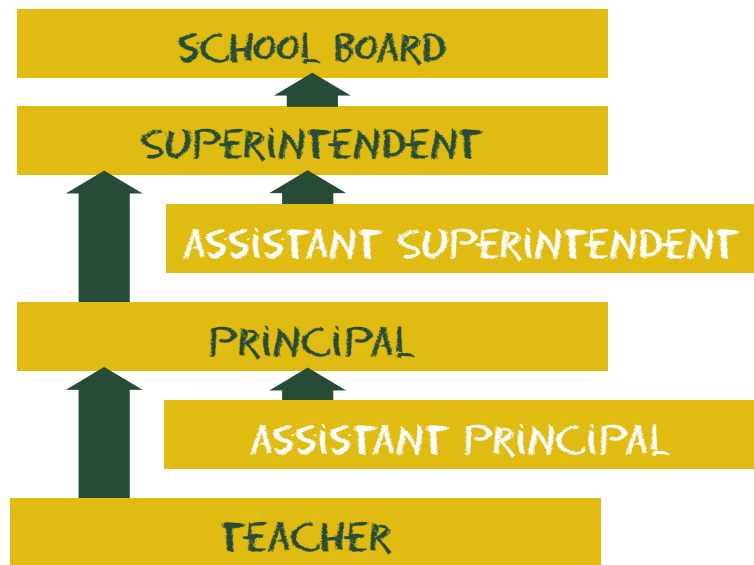 SCHOOL BOARD
SUPERINTENDENT
ASSISTANT SUPERINTENDENT
PRINCIPAL
ASSISTANT PRINCIPAL
TEACHER